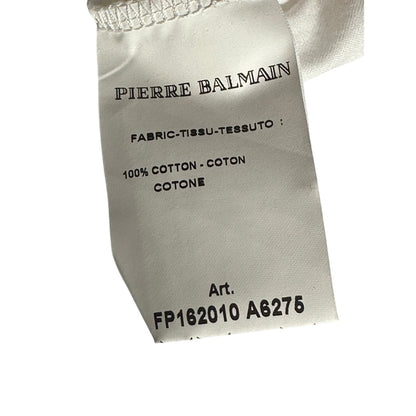 PIERRE BALMAIN
FABRIC-TISSU-TESSUTO :
100% COTTON - COTON
COTONE
Art.
FP162010 A6275